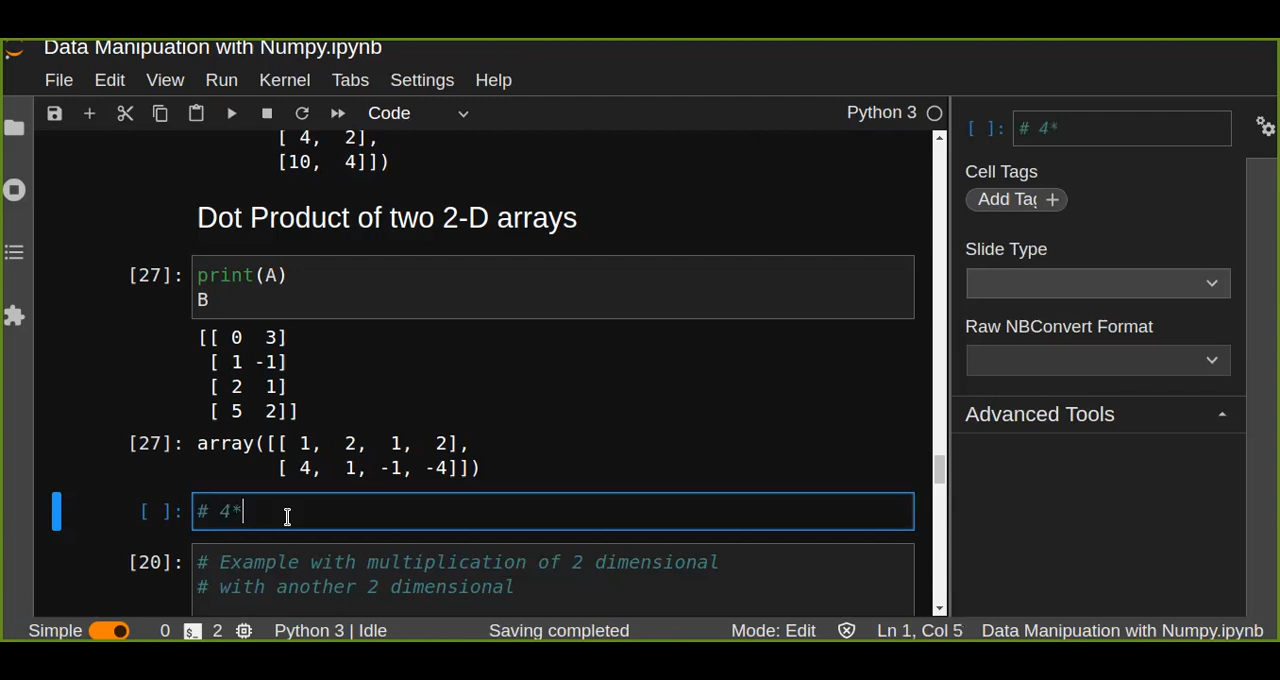 Data Manipuation with Numpy.ipynb
File Edit View Run Kernel Tabs Settings Help
Code Python 3
[ 4, 2],
[10, 4]])
Dot Product of two 2-D arrays
[27]: print(A)
B
[[ 0 3]
[ 1 -1]
[ 2 1]
[ 5 2]]
[27]: array([[ 1, 2, 1, 2],
[ 4, 1, -1, -4]])
[ ]: # 4*
[20]: # Example with multiplication of 2 dimensional
# with another 2 dimensional
[ ]: # 4*
Cell Tags
Add Tag +
Slide Type
Raw NBConvert Format
Advanced Tools
Simple 0 $_ 2 Python 3 | Idle Saving completed Mode: Edit Ln 1, Col 5 Data Manipuation with Numpy.ipynb